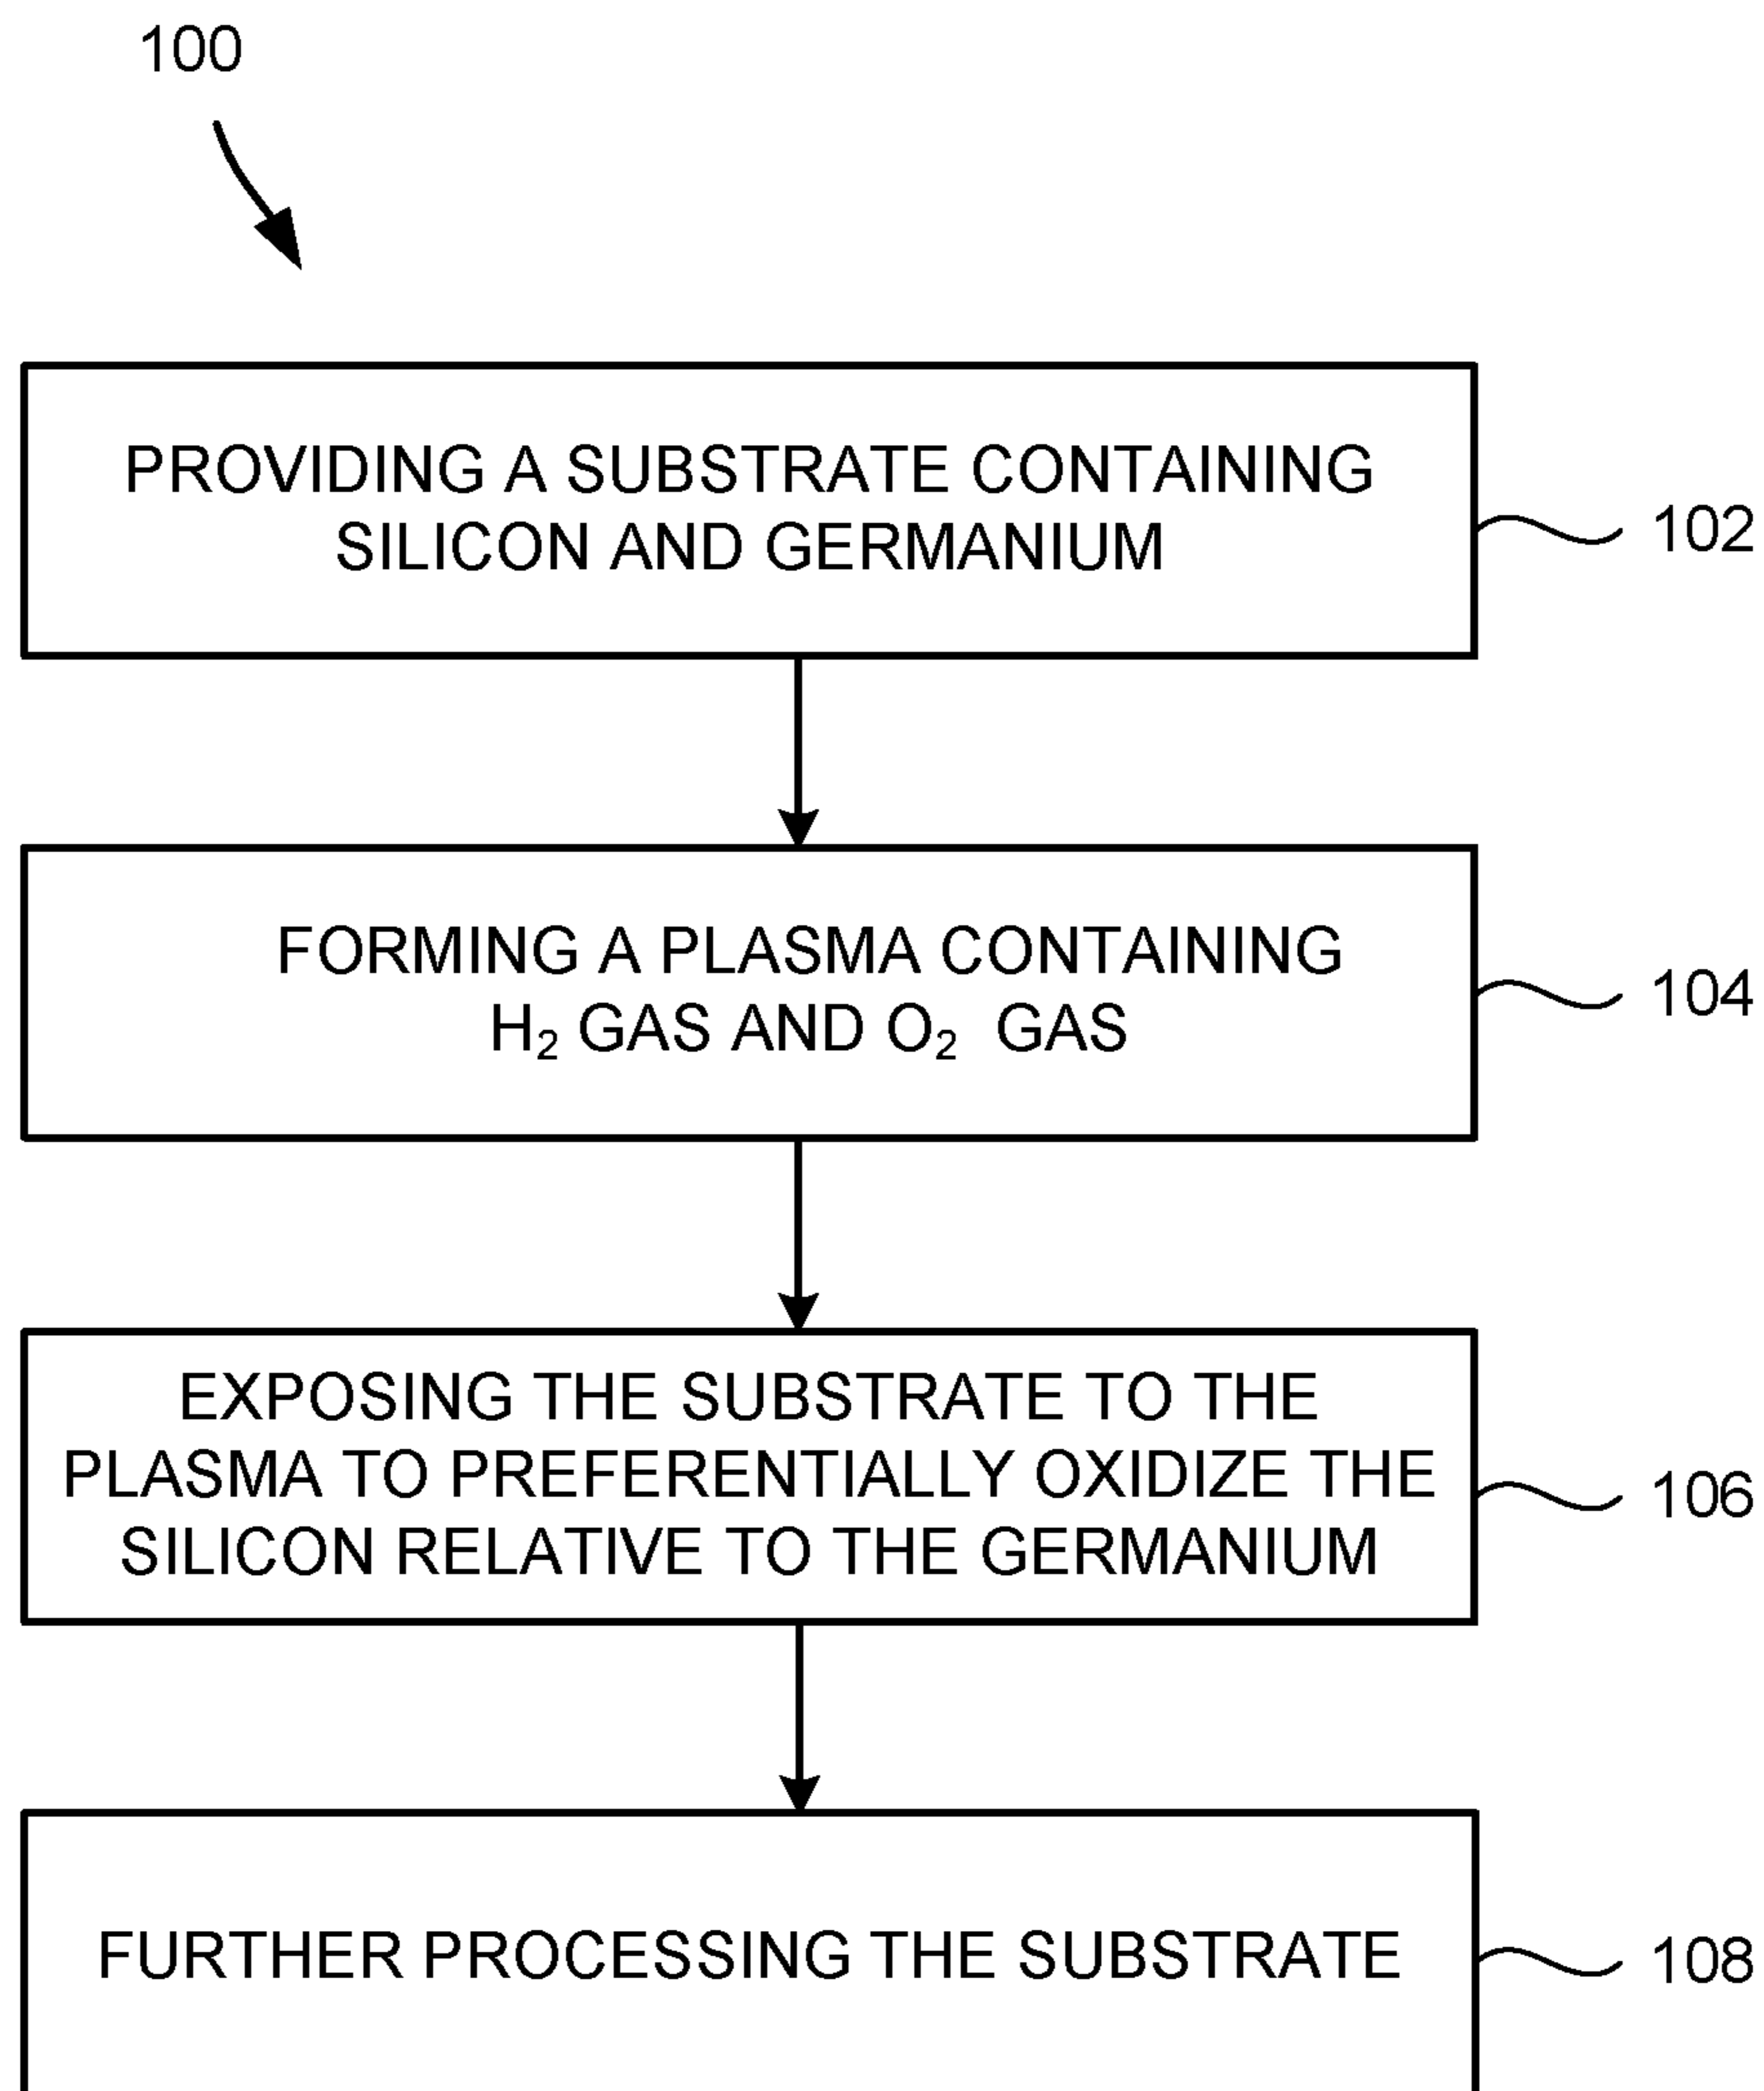 100
PROVIDING A SUBSTRATE CONTAINING
SILICON AND GERMANIUM
102
FORMING A PLASMA CONTAINING
H₂ GAS AND O₂ GAS
104
EXPOSING THE SUBSTRATE TO THE
PLASMA TO PREFERENTIALLY OXIDIZE THE
SILICON RELATIVE TO THE GERMANIUM
106
FURTHER PROCESSING THE SUBSTRATE
108